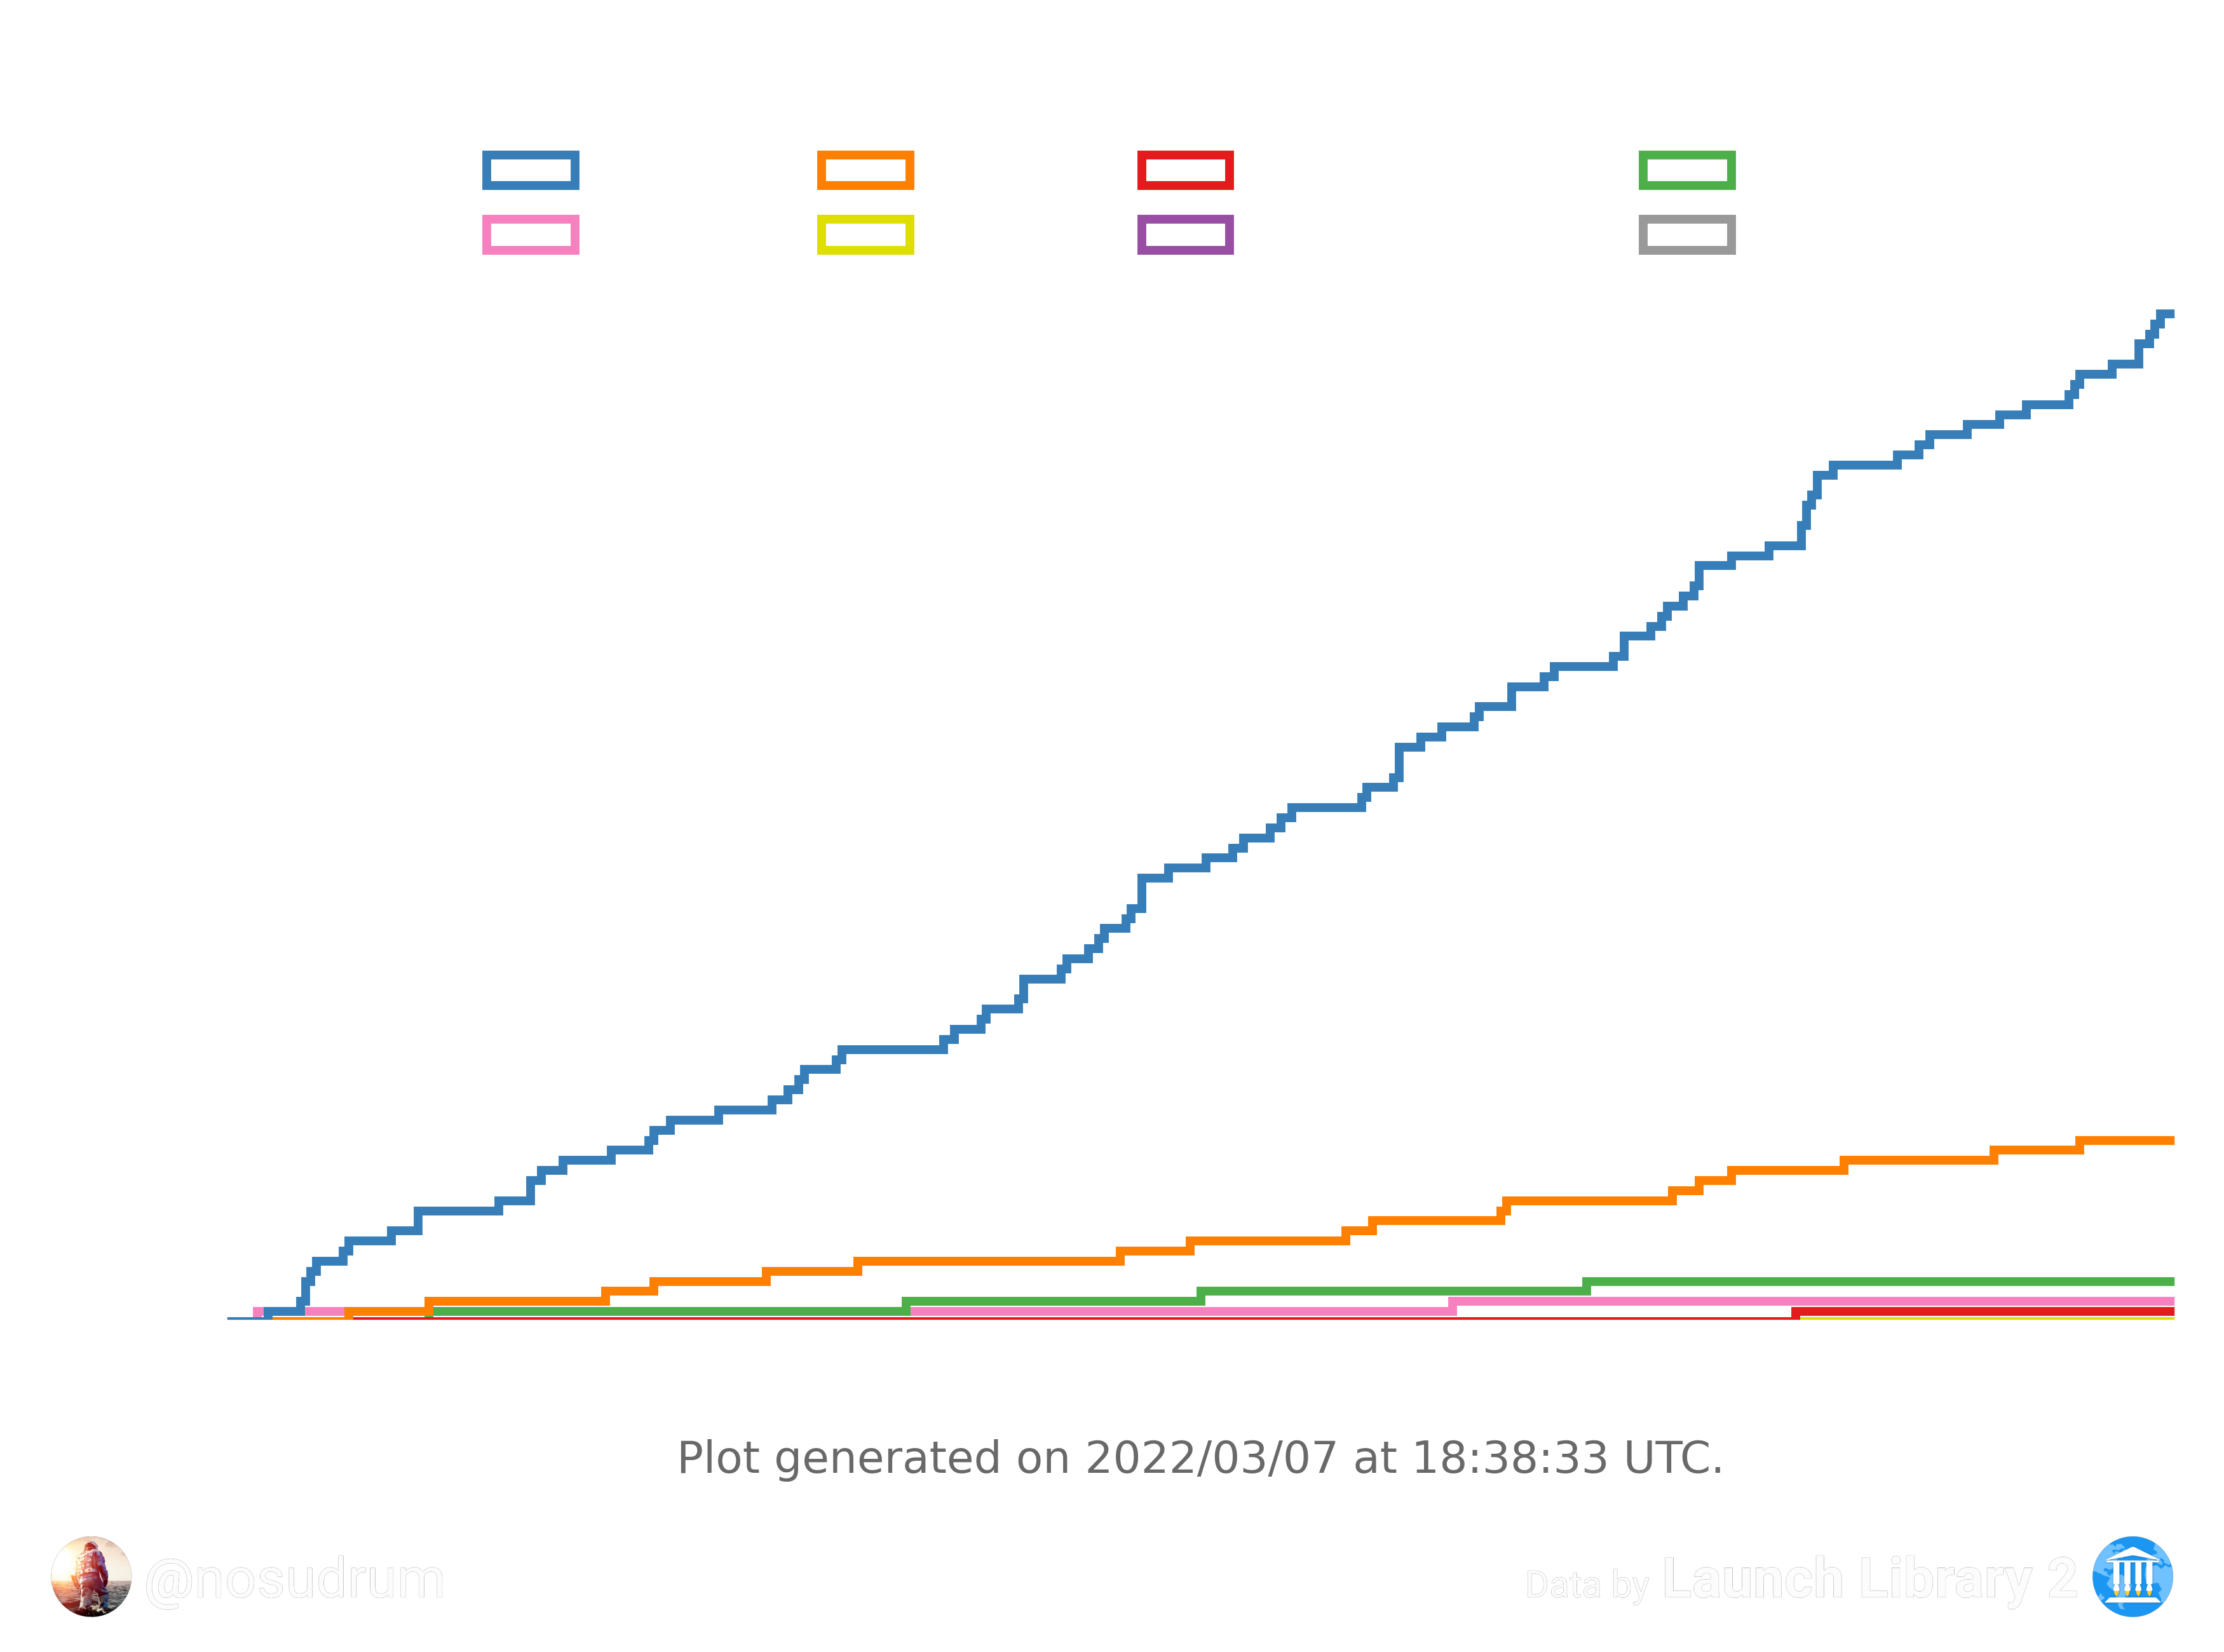 Plot generated on 2022/03/07 at 18:38:33 UTC.
@nosudrum
Data by Launch Library 2